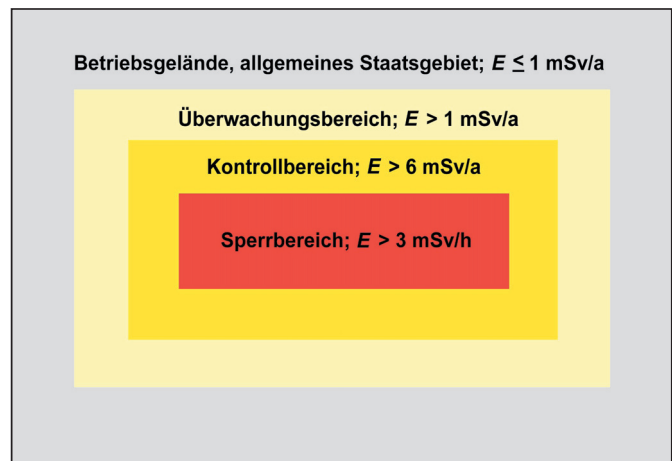 Betriebsgelände, allgemeines Staatsgebiet; E ≤ 1 mSv/a
Überwachungsbereich; E > 1 mSv/a
Kontrollbereich; E > 6 mSv/a
Sperrbereich; E > 3 mSv/h